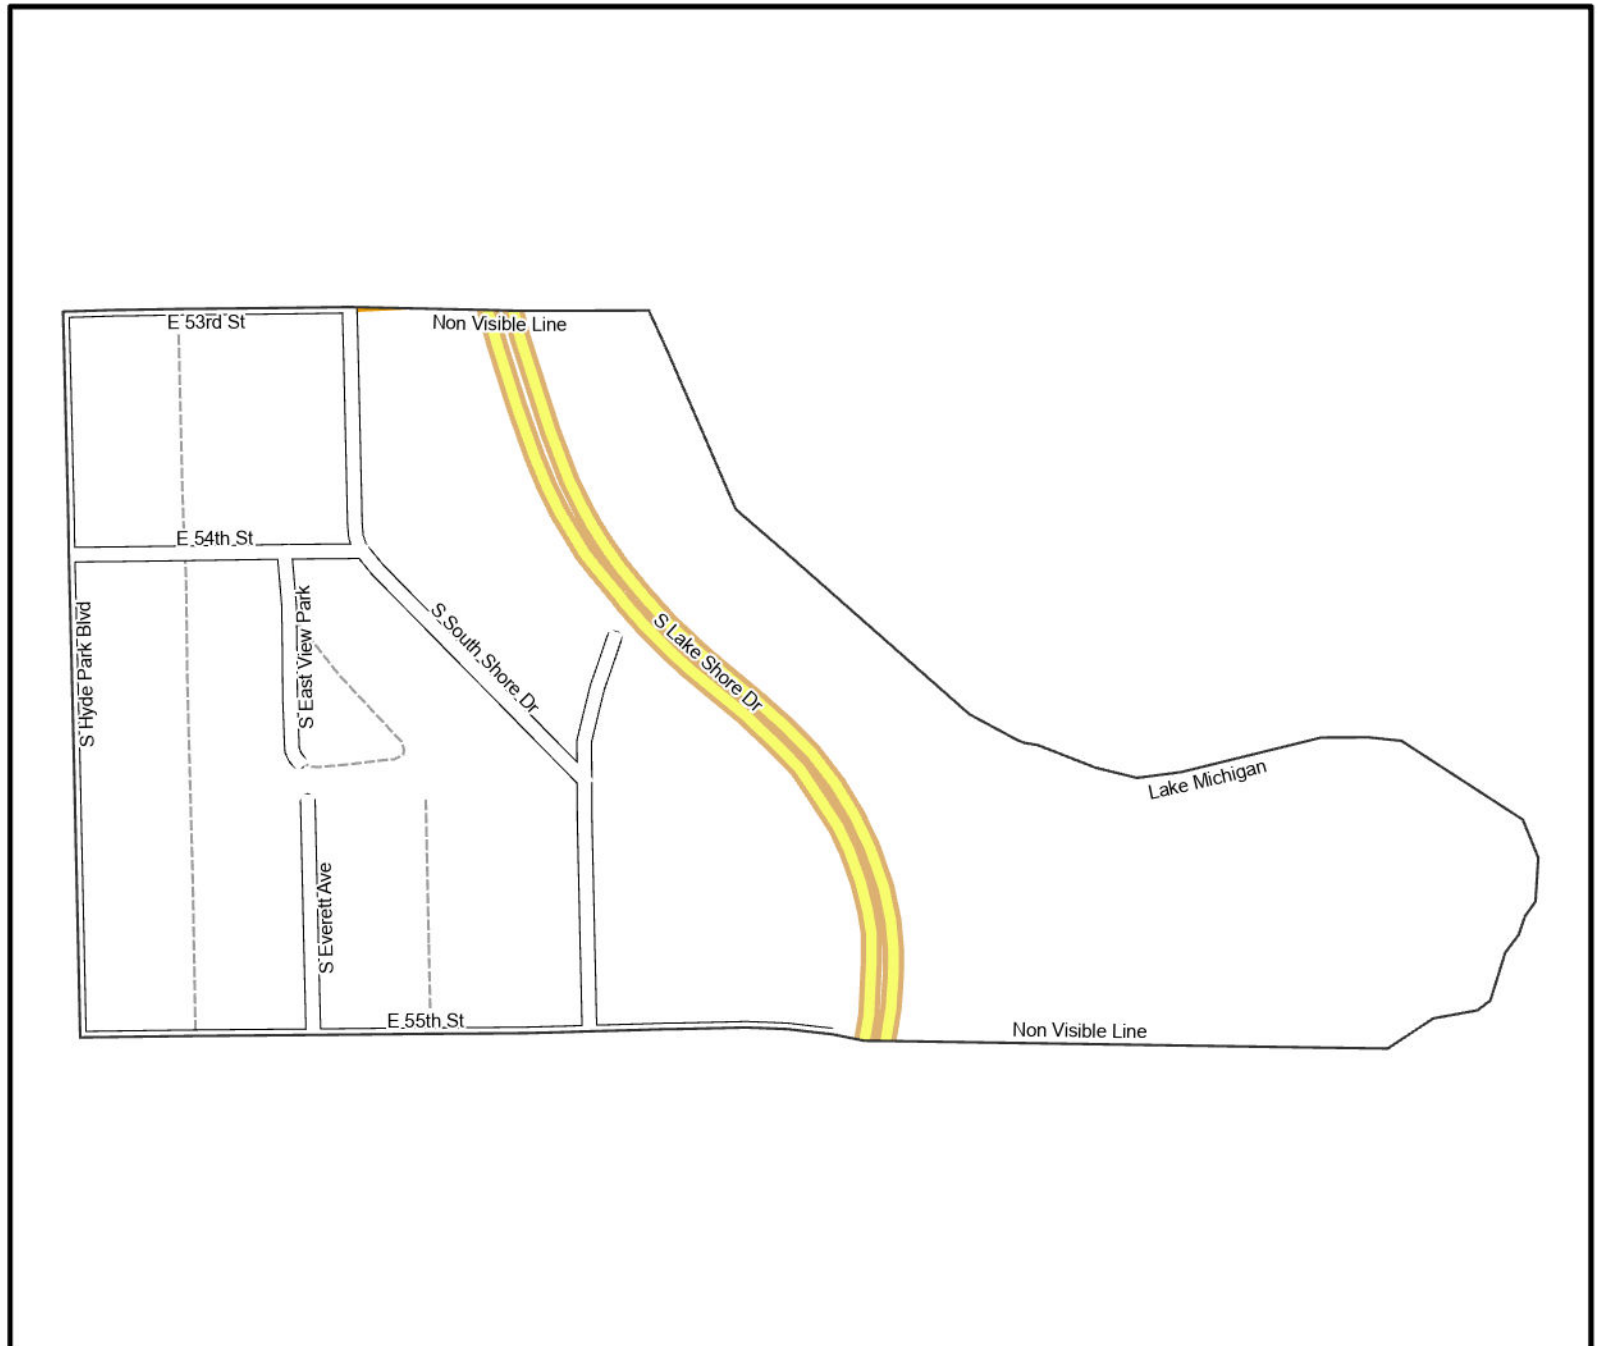 E 53rd St
Non Visible Line
E 54th St
S Hyde Park Blvd
S East View Park
S South Shore Dr
S Lake Shore Dr
Lake Michigan
S Everett Ave
E 55th St
Non Visible Line